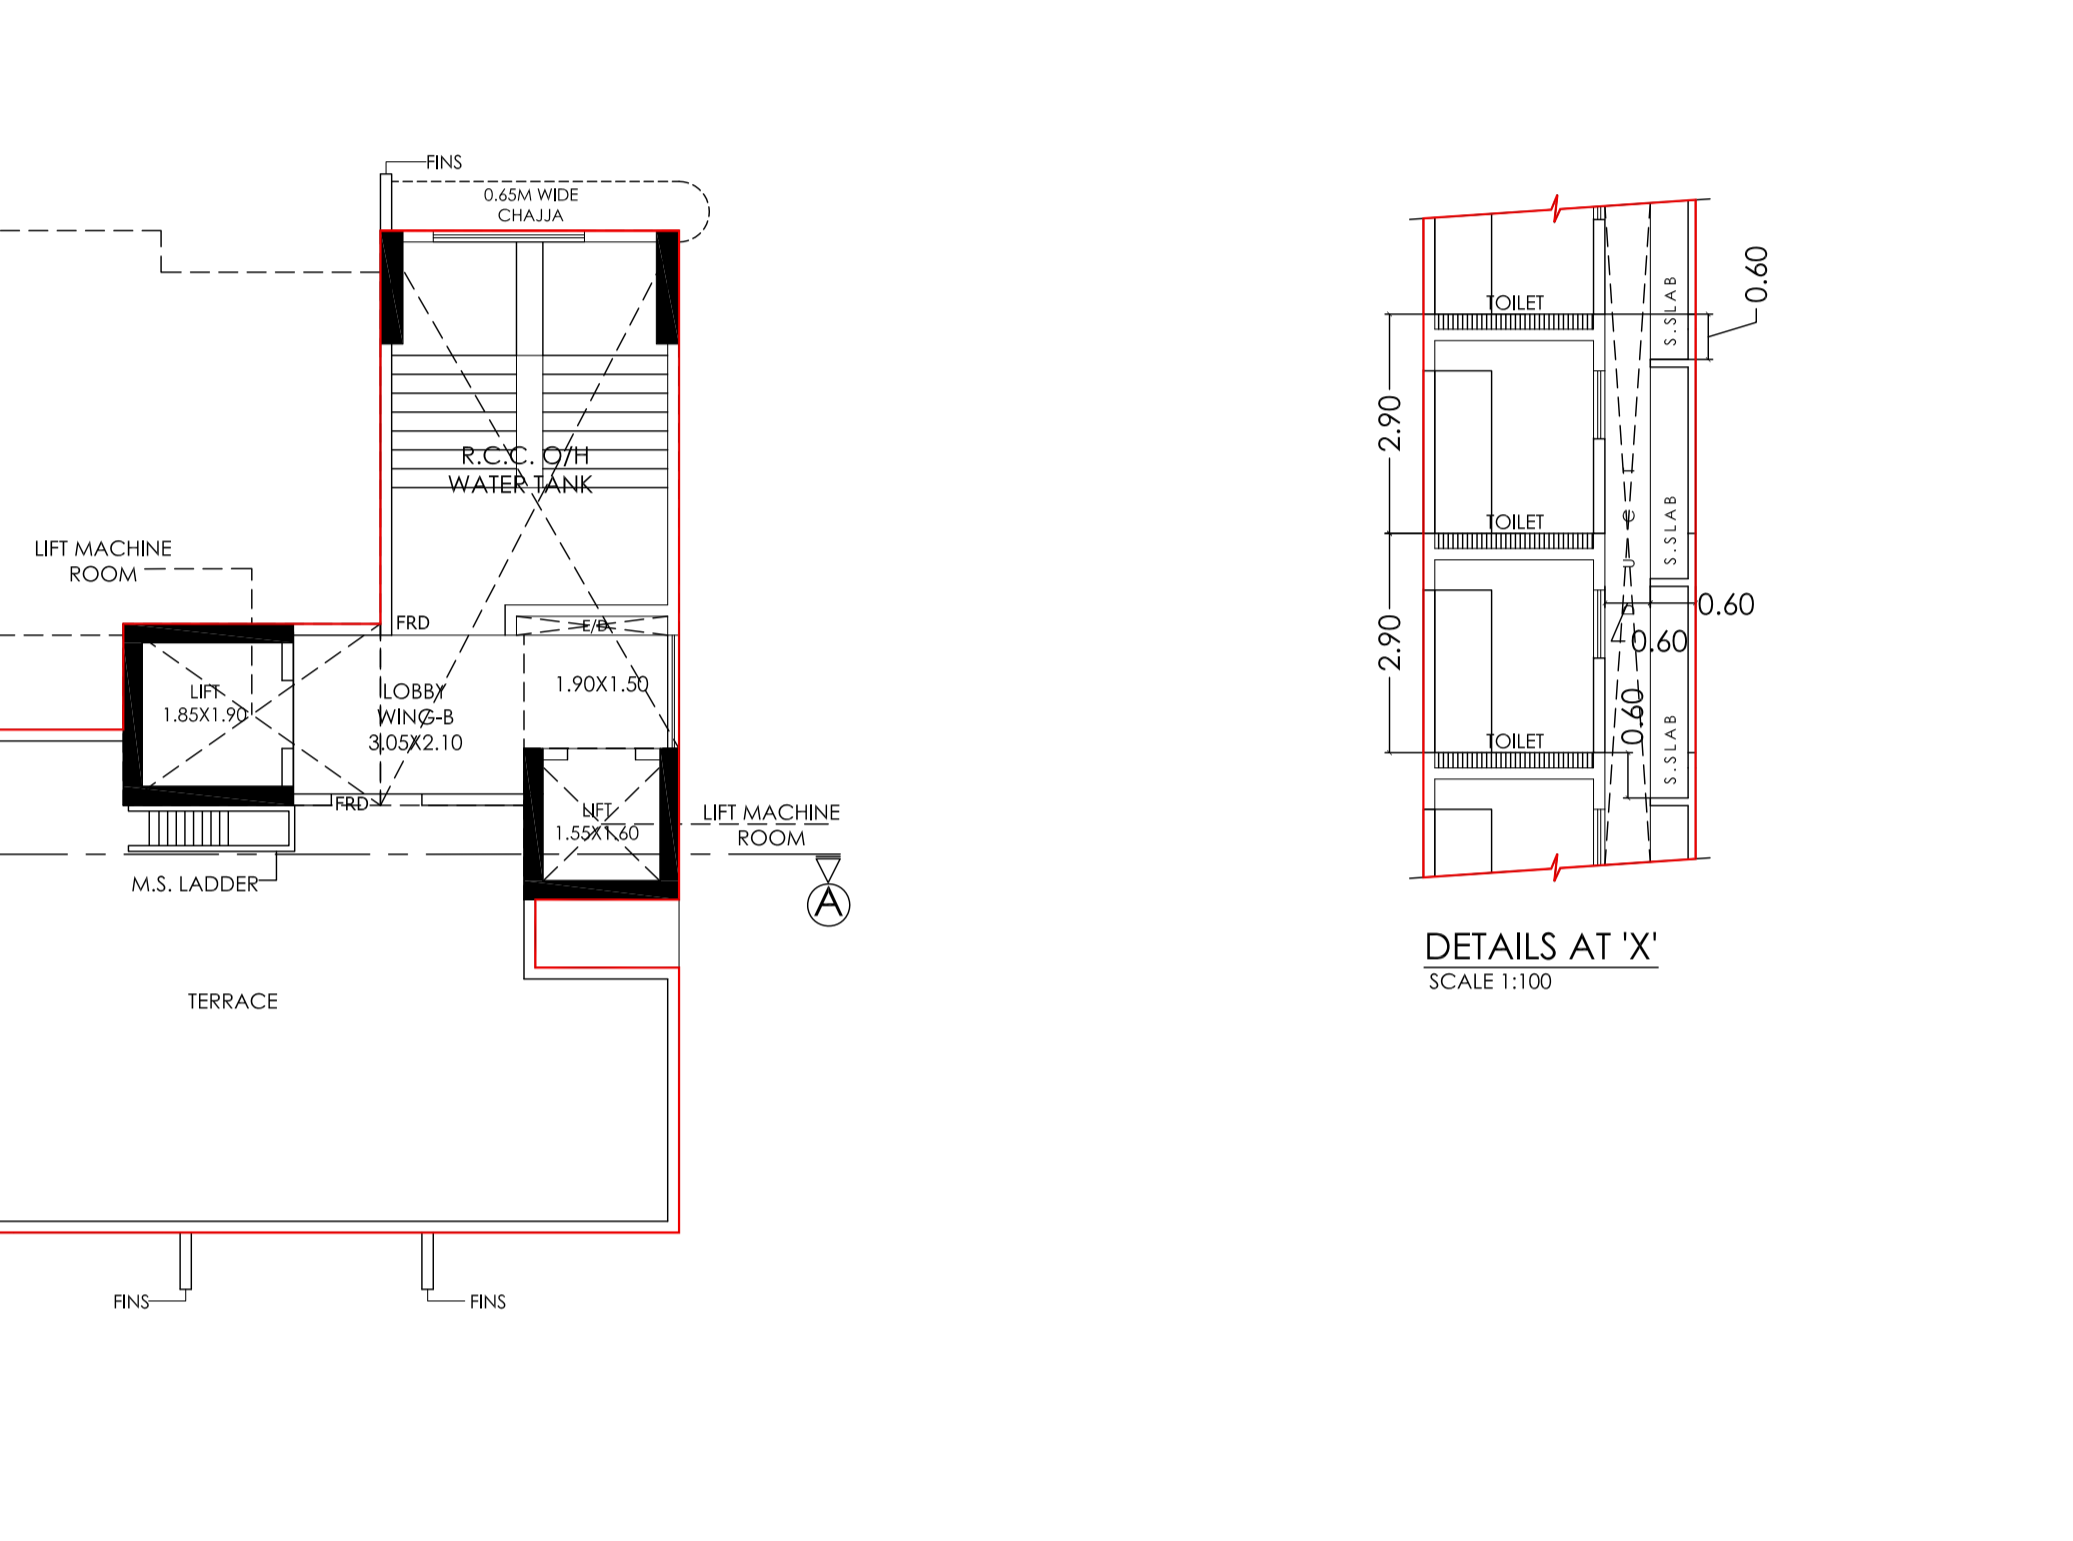 FINS
0.65M WIDE
CHAJJA
R.C.C. O/H
WATER TANK
LIFT MACHINE
ROOM
FRD
E/D
LIFT
1.85X1.90
LOBBY
WING-B
3.05X2.10
1.90X1.50
FRD
LIFT
1.55X1.60
LIFT MACHINE
ROOM
M.S. LADDER
A
TERRACE
FINS
FINS
TOILET
S.SLAB
0.60
2.90
TOILET
S.SLAB
2.90
0.60
0.60
0.60
TOILET
S.SLAB
DETAILS AT 'X'
SCALE 1:100